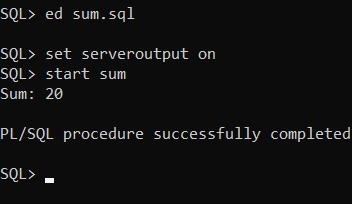 SQL> ed sum.sql
SQL> set serveroutput on
SQL> start sum
Sum: 20
PL/SQL procedure successfully completed
SQL>